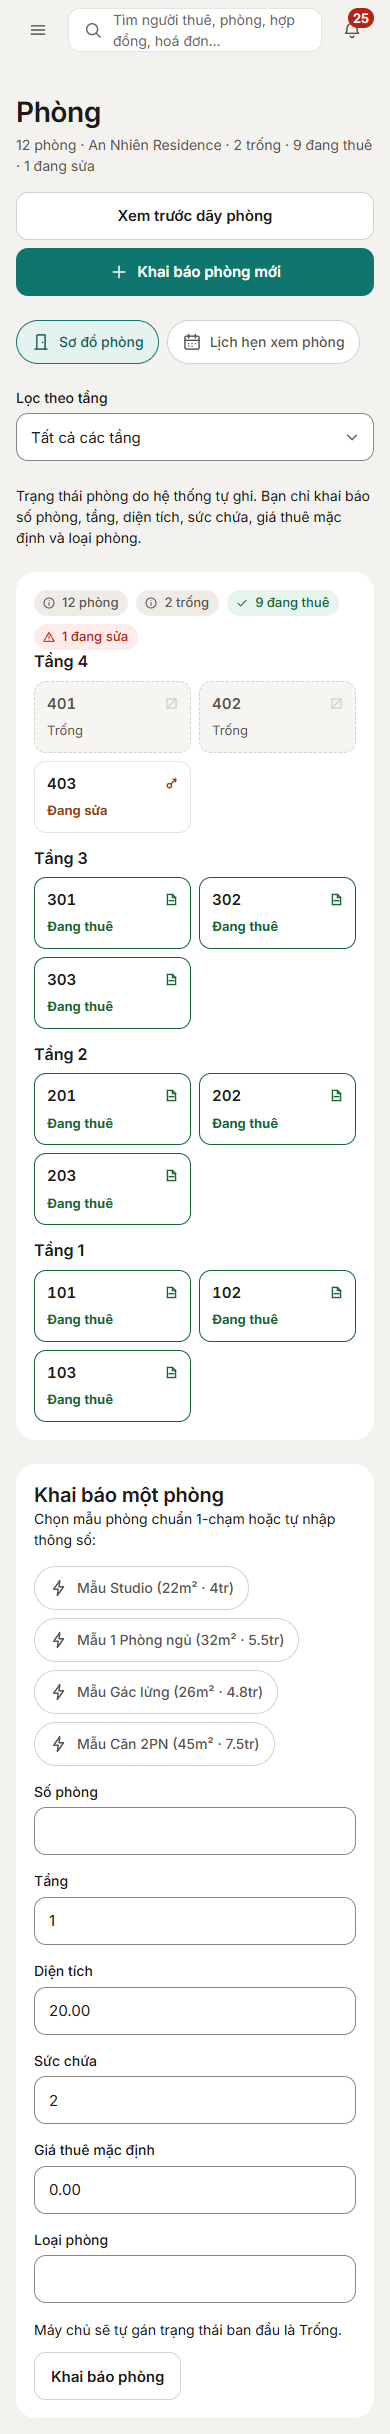 Tìm người thuê, phòng, hợp
đồng, hoá đơn...
25
Phòng
12 phòng · An Nhiên Residence · 2 trống · 9 đang thuê
· 1 đang sửa
Xem trước dãy phòng
Khai báo phòng mới
Sơ đồ phòng
Lịch hẹn xem phòng
Lọc theo tầng
Tất cả các tầng
Trạng thái phòng do hệ thống tự ghi. Bạn chỉ khai báo
số phòng, tầng, diện tích, sức chứa, giá thuê mặc
định và loại phòng.
12 phòng
2 trống
9 đang thuê
1 đang sửa
Tầng 4
401
Trống
402
Trống
403
Đang sửa
Tầng 3
301
Đang thuê
302
Đang thuê
303
Đang thuê
Tầng 2
201
Đang thuê
202
Đang thuê
203
Đang thuê
Tầng 1
101
Đang thuê
102
Đang thuê
103
Đang thuê
Khai báo một phòng
Chọn mẫu phòng chuẩn 1-chạm hoặc tự nhập
thông số:
Mẫu Studio (22m² · 4tr)
Mẫu 1 Phòng ngủ (32m² · 5.5tr)
Mẫu Gác lửng (26m² · 4.8tr)
Mẫu Căn 2PN (45m² · 7.5tr)
Số phòng
Tầng
1
Diện tích
20.00
Sức chứa
2
Giá thuê mặc định
0.00
Loại phòng
Máy chủ sẽ tự gán trạng thái ban đầu là Trống.
Khai báo phòng